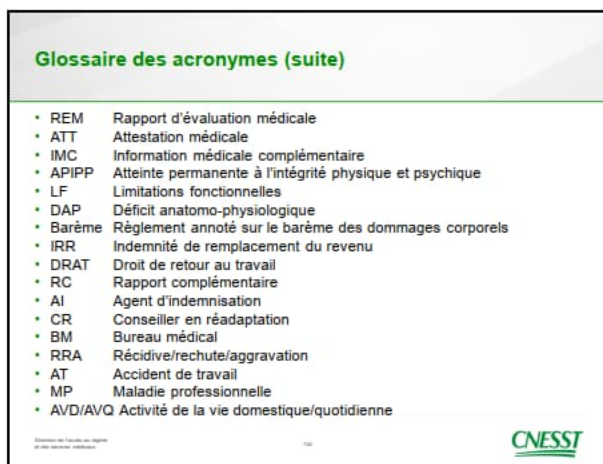 Glossaire des acronymes (suite)
• REM Rapport d'évaluation médicale
• ATT Attestation médicale
• IMC Information médicale complémentaire
• APIPP Atteinte permanente à l'intégrité physique et psychique
• LF Limitations fonctionnelles
• DAP Déficit anatomo-physiologique
• Barème Règlement annoté sur le barème des dommages corporels
• IRR Indemnité de remplacement du revenu
• DRAT Droit de retour au travail
• RC Rapport complémentaire
• AI Agent d'indemnisation
• CR Conseiller en réadaptation
• BM Bureau médical
• RRA Récidive/rechute/aggravation
• AT Accident de travail
• MP Maladie professionnelle
• AVD/AVQ Activité de la vie domestique/quotidienne
et des services médicaux
CNESST